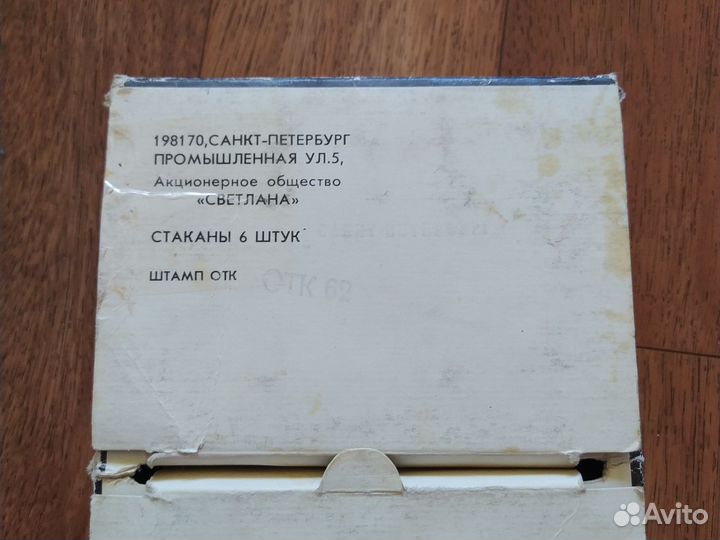 198170,САНКТ-ПЕТЕРБУРГ
ПРОМЫШЛЕННАЯ УЛ.5,
Акционерное общество
«СВЕТЛАНА»
СТАКАНЫ 6 ШТУК
ШТАМП ОТК
ОТК 62
Avito